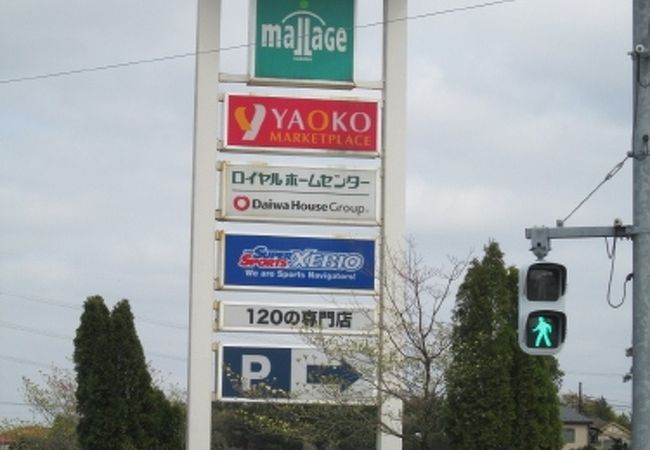 mallage
YAOKO
MARKETPLACE
ロイヤルホームセンター
Daiwa House Group
SUPER
SPORTS XEBIO
We are Sports Navigators!
120の専門店
P